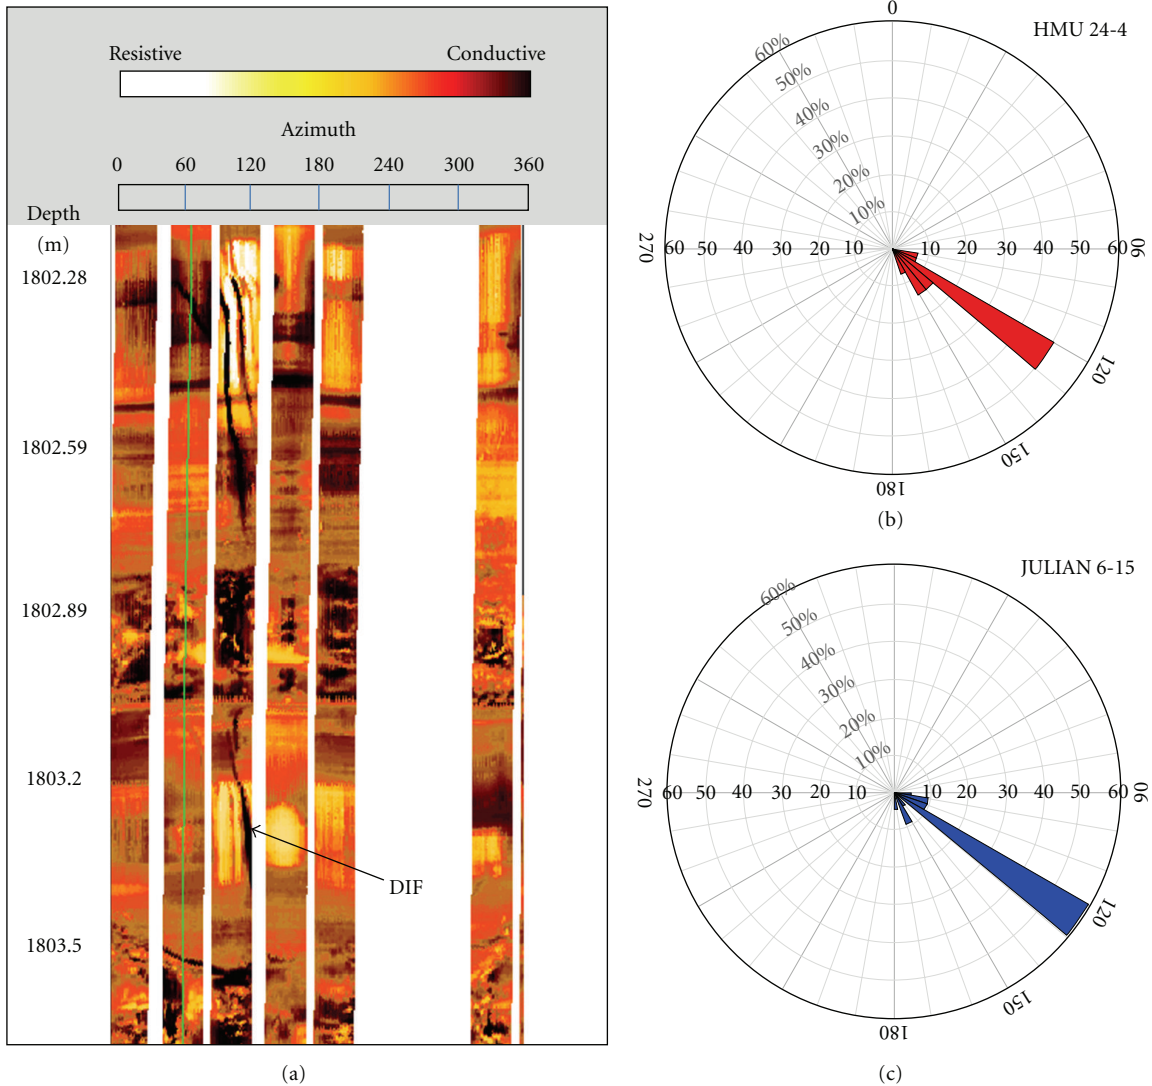 Resistive Conductive
Azimuth
0 60 120 180 240 300 360
Depth
(m)
1802.28
1802.59
1802.89
1803.2
1803.5
DIF
(a)
0
HMU 24-4
60%
50%
40%
30%
20%
10%
270 60 50 40 30 20 10 10 20 30 40 50 60 90
120
150
180
(b)
JULIAN 6-15
60%
50%
40%
30%
20%
10%
270 60 50 40 30 20 10 10 20 30 40 50 60 90
120
150
180
(c)